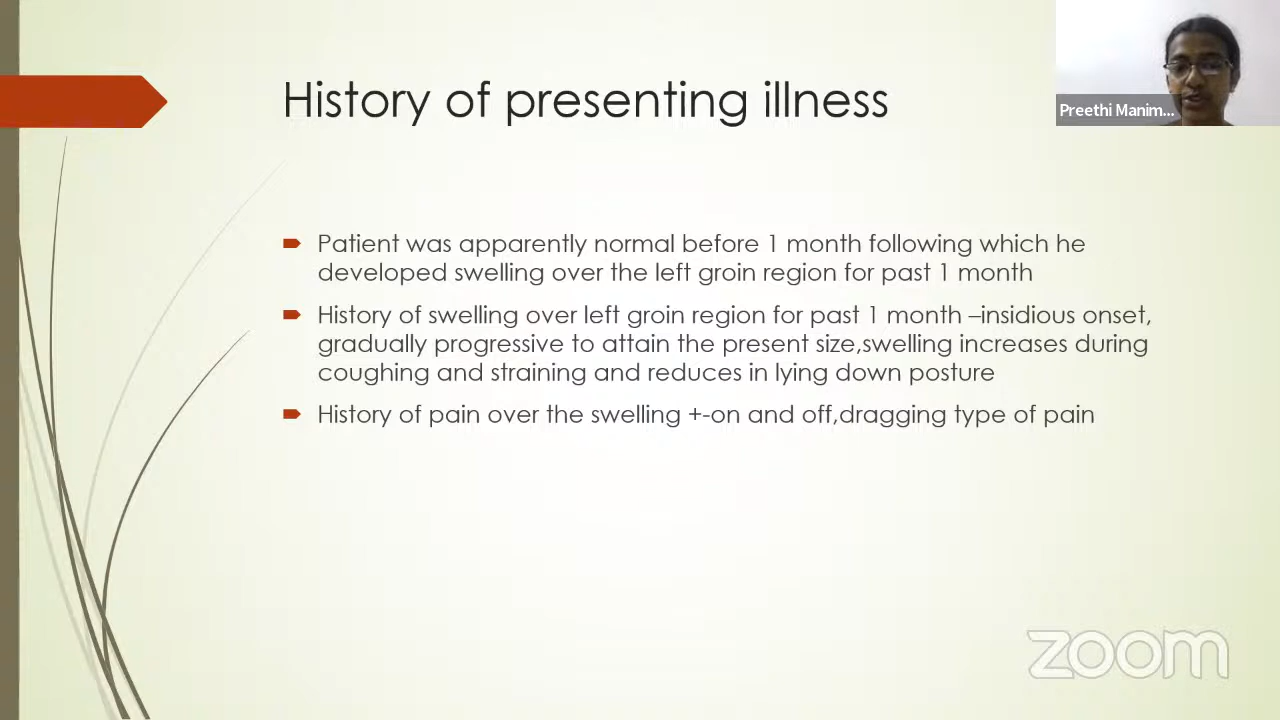 History of presenting illness
Preethi Manim...
Patient was apparently normal before 1 month following which he
developed swelling over the left groin region for past 1 month
History of swelling over left groin region for past 1 month –insidious onset,
gradually progressive to attain the present size,swelling increases during
coughing and straining and reduces in lying down posture
History of pain over the swelling +-on and off,dragging type of pain
zoom